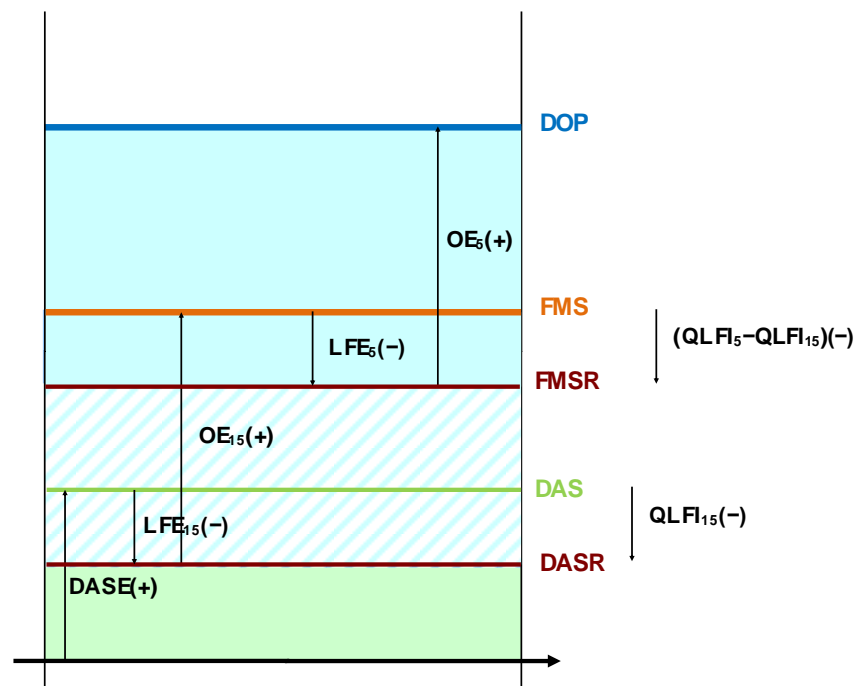 DOP
OE₅(+)
FMS
(QLFI₅−QLFI₁₅)(−)
LFE₅(−)
FMSR
OE₁₅(+)
DAS
QLFI₁₅(−)
LFE₁₅(−)
DASR
DASE(+)